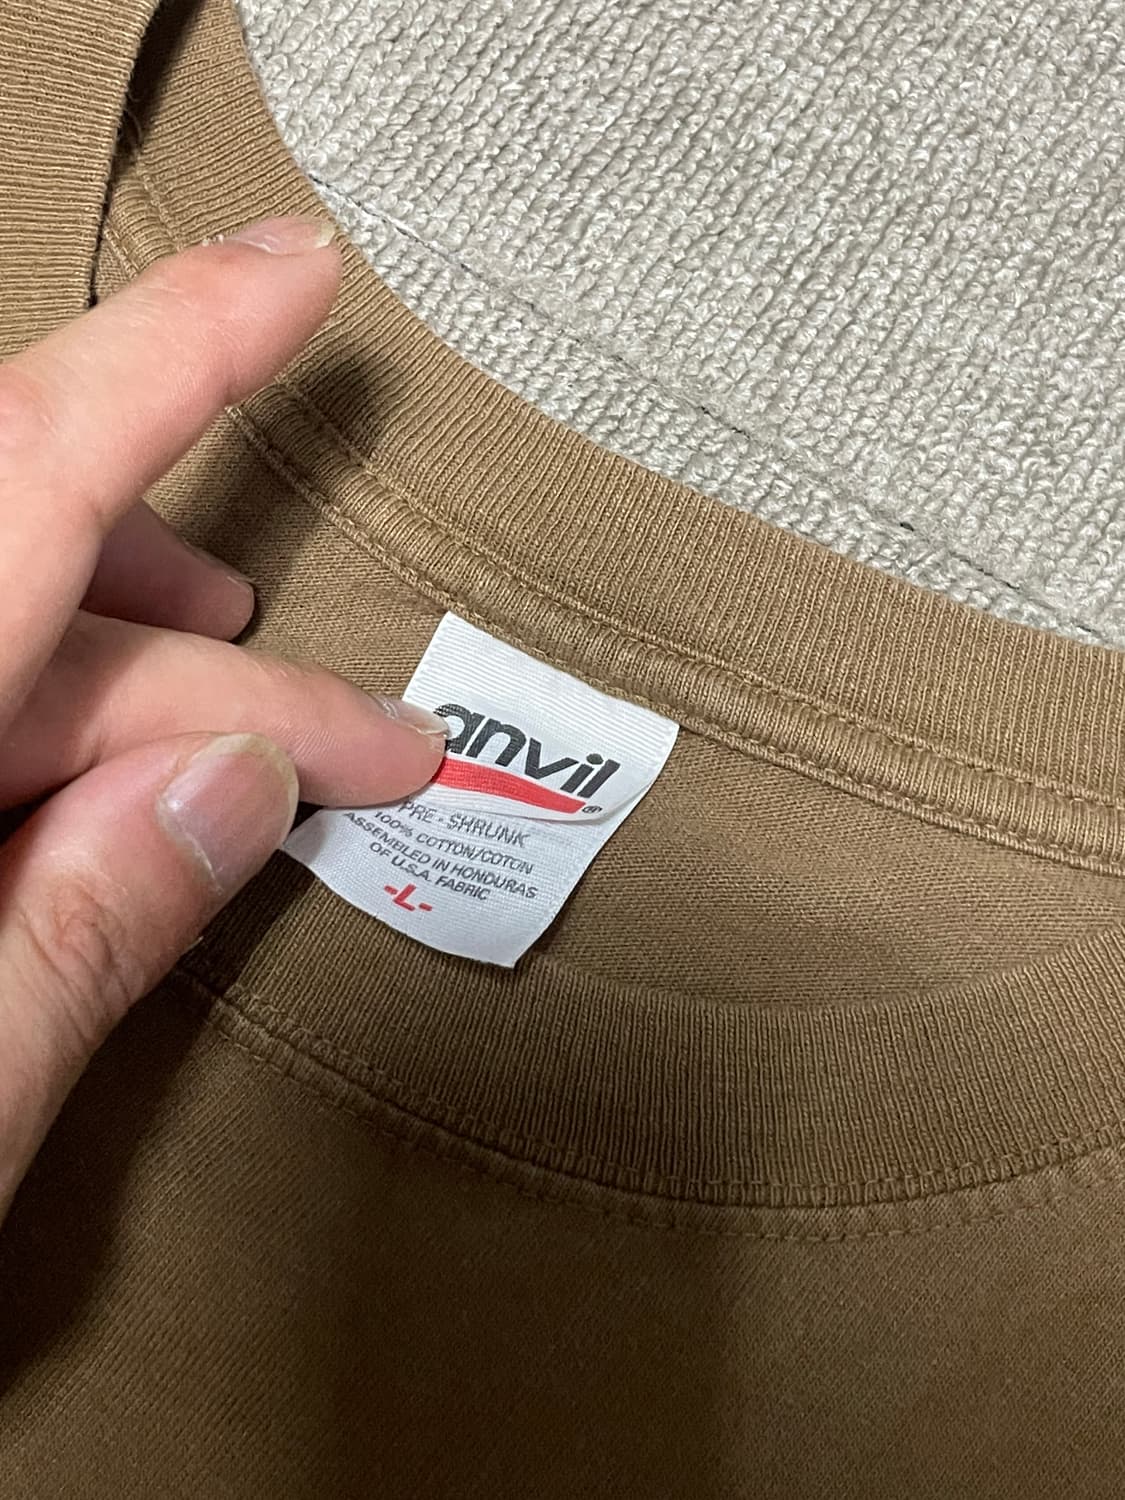 anvil®
PRE-SHRUNK
100% COTTON/COTON
ASSEMBLED IN HONDURAS
OF U.S.A. FABRIC
-L-